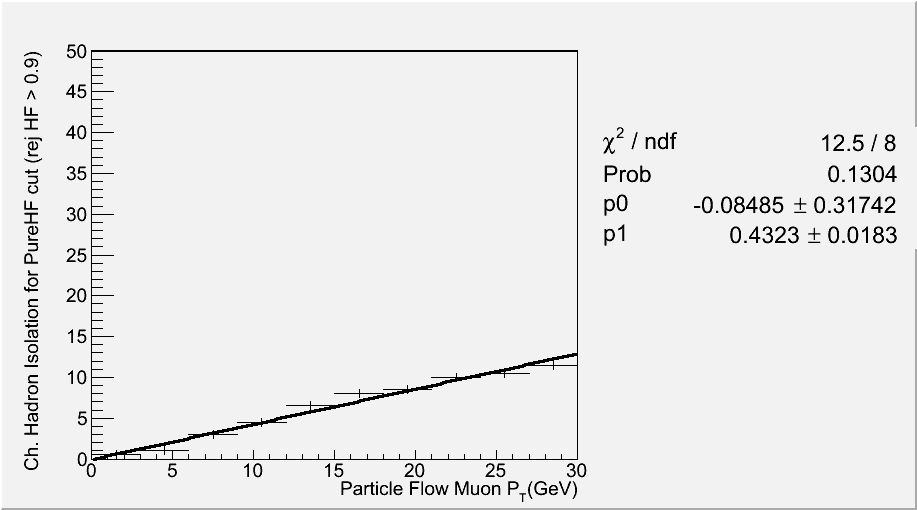 Ch. Hadron Isolation for PureHF cut (rej HF > 0.9)
50
45
40
35
30
25
20
15
10
5
0
0 5 10 15 20 25 30
Particle Flow Muon P_T(GeV)
χ² / ndf 12.5 / 8
Prob 0.1304
p0 -0.08485 ± 0.31742
p1 0.4323 ± 0.0183